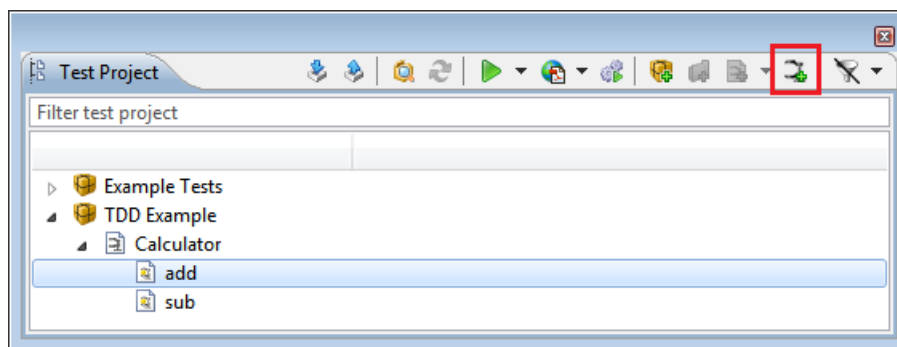 Test Project
Filter test project
Example Tests
TDD Example
Calculator
add
sub